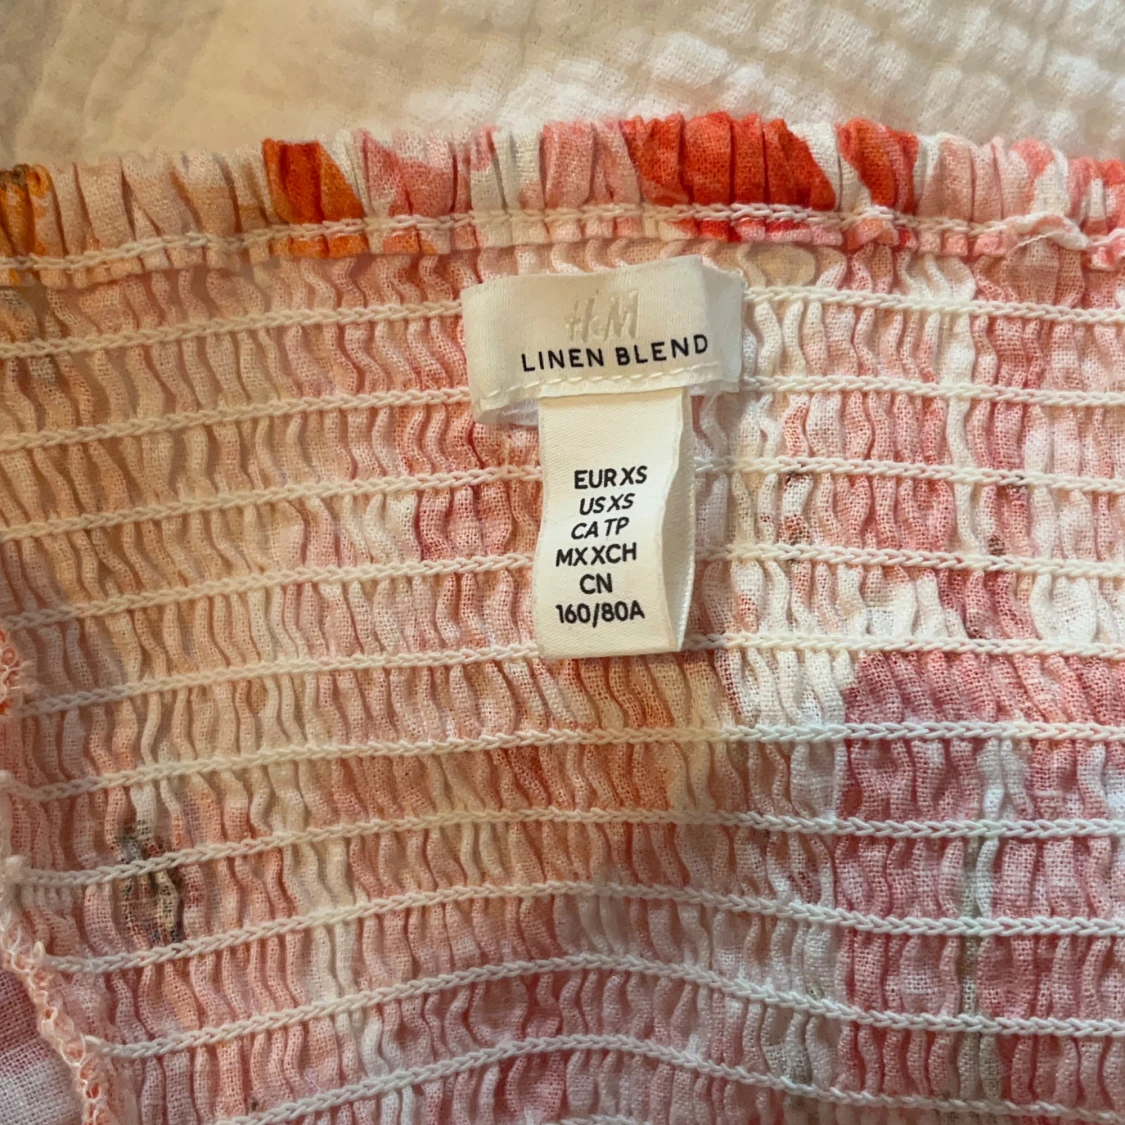 H&M
LINEN BLEND
EUR XS
US XS
CA TP
MX XCH
CN
160/80A